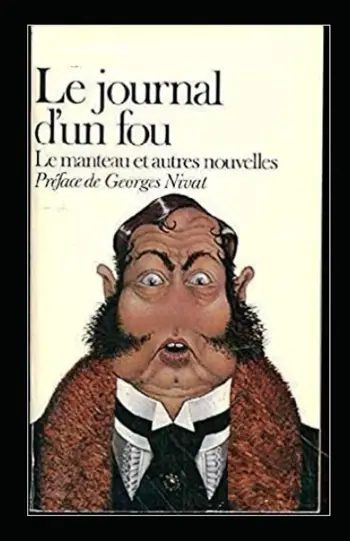 Le journal
d'un fou
Le manteau et autres nouvelles
Préface de Georges Nivat